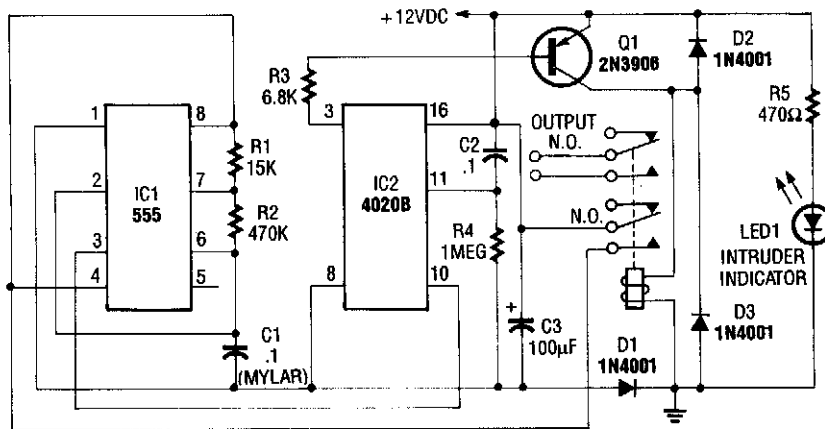 +12VDC
Q1
2N3906
D2
1N4001
R3
6.8K
R5
470Ω
1
8
3
16
OUTPUT
N.O.
R1
15K
C2
.1
2
7
IC1
555
IC2
4020B
11
R2
470K
N.O.
R4
1MEG
LED1
INTRUDER
INDICATOR
3
6
4
5
8
10
C1
.1
(MYLAR)
+
C3
100µF
D1
1N4001
D3
1N4001